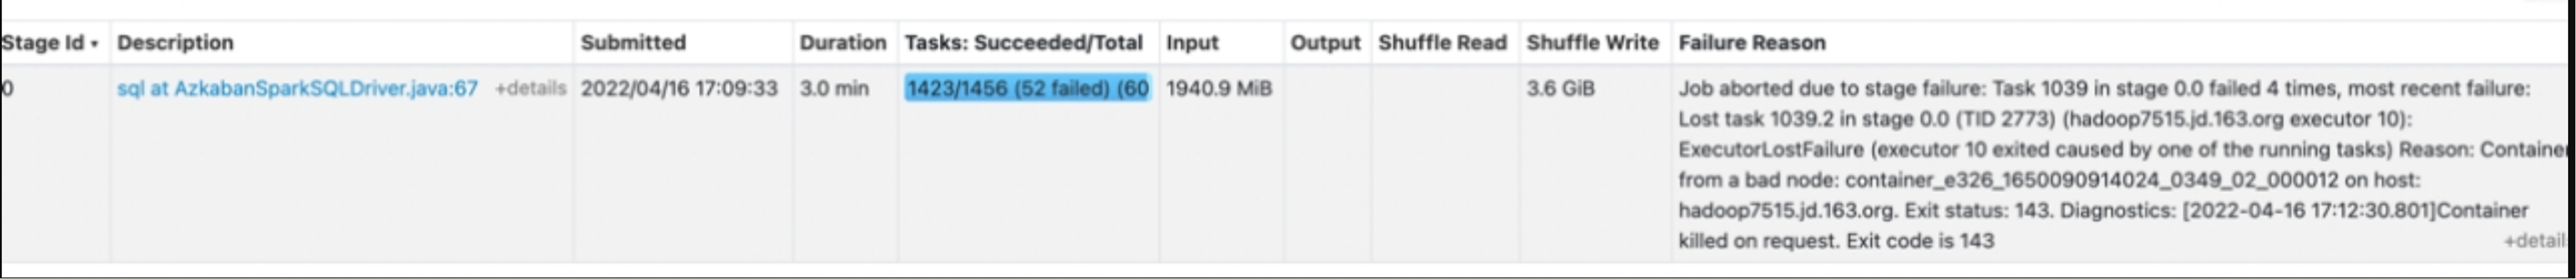 Stage Id ▾ Description Submitted Duration Tasks: Succeeded/Total Input Output Shuffle Read Shuffle Write Failure Reason
0 sql at AzkabanSparkSQLDriver.java:67 +details 2022/04/16 17:09:33 3.0 min 1423/1456 (52 failed) (60 1940.9 MiB 3.6 GiB Job aborted due to stage failure: Task 1039 in stage 0.0 failed 4 times, most recent failure:
Lost task 1039.2 in stage 0.0 (TID 2773) (hadoop7515.jd.163.org executor 10):
ExecutorLostFailure (executor 10 exited caused by one of the running tasks) Reason: Container
from a bad node: container_e326_1650090914024_0349_02_000012 on host:
hadoop7515.jd.163.org. Exit status: 143. Diagnostics: [2022-04-16 17:12:30.801]Container
killed on request. Exit code is 143 +detail